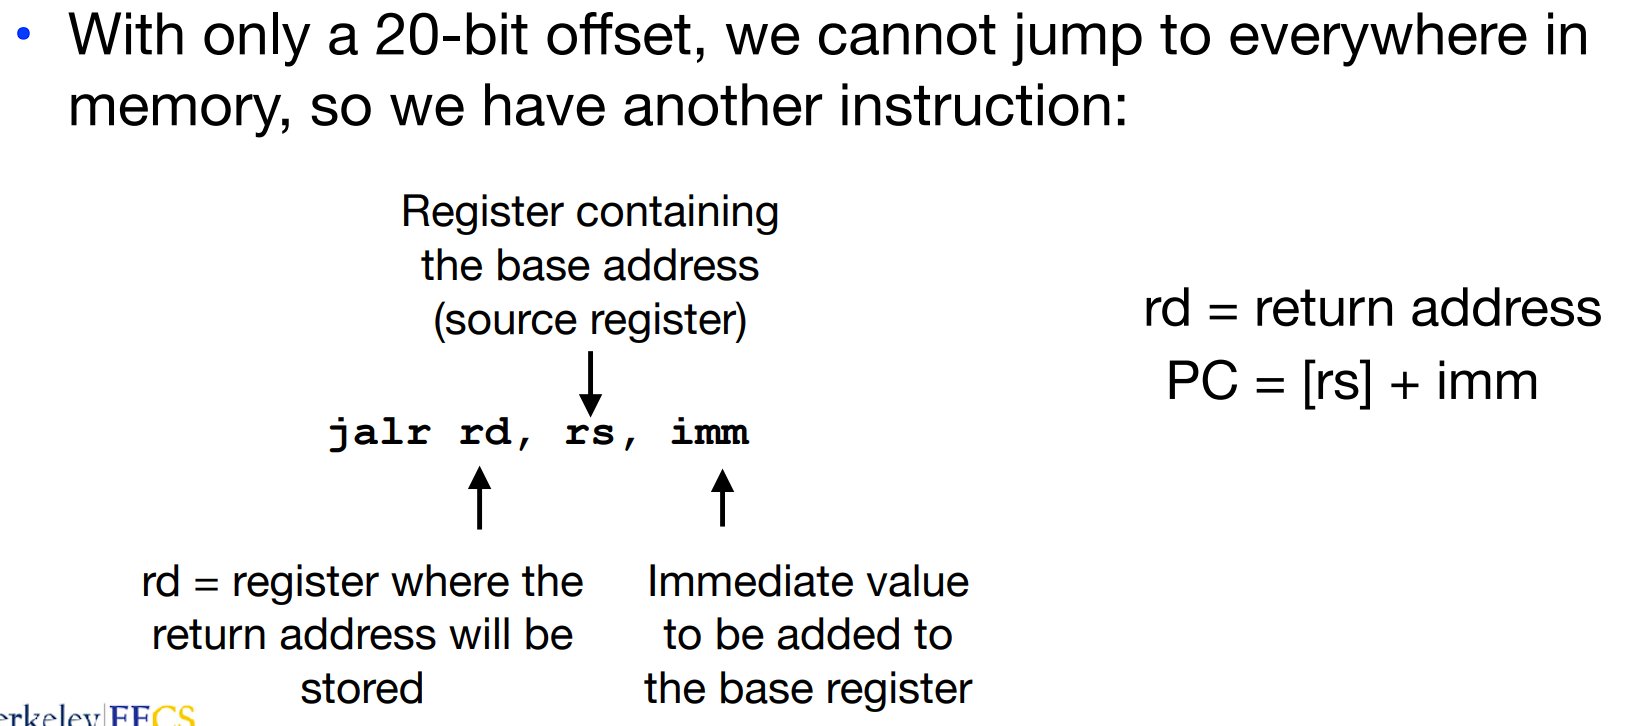 • With only a 20-bit offset, we cannot jump to everywhere in
memory, so we have another instruction:
Register containing
the base address
(source register)
rd = return address
PC = [rs] + imm
jalr rd, rs, imm
rd = register where the
return address will be
stored
Immediate value
to be added to
the base register
erkeley|EECS